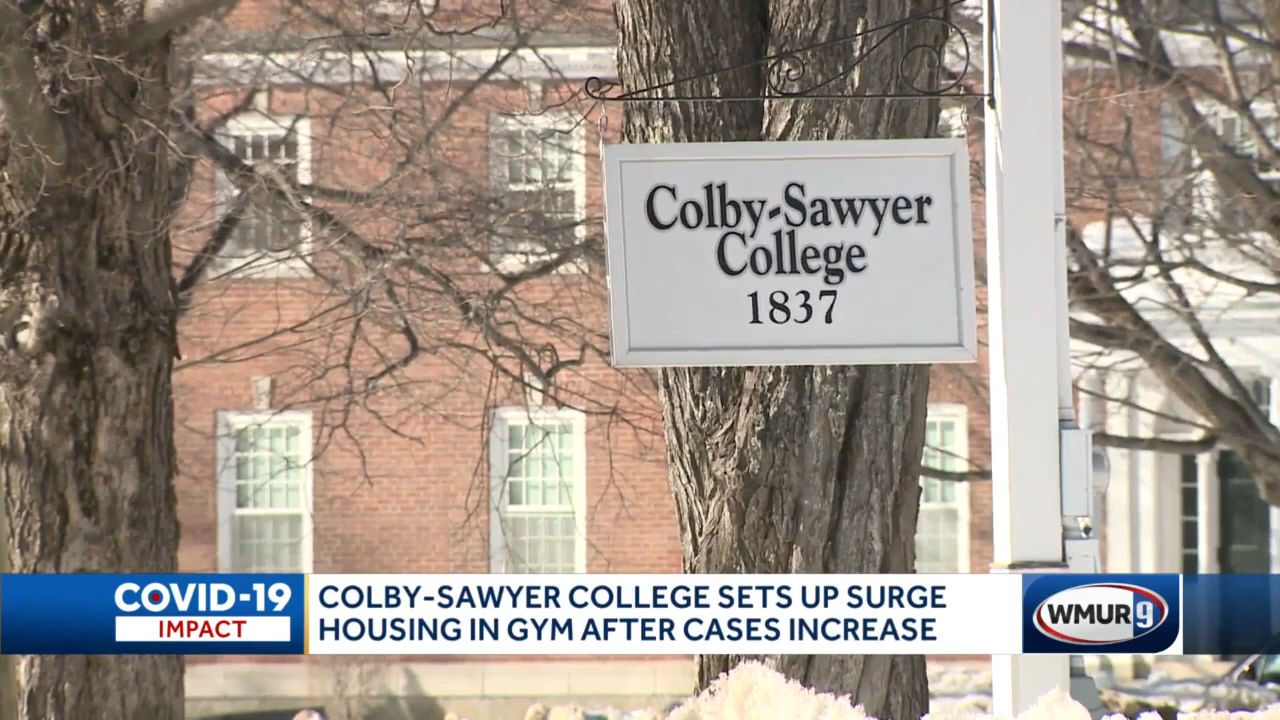 Colby-Sawyer
College
1837
COVID-19
IMPACT
COLBY-SAWYER COLLEGE SETS UP SURGE
HOUSING IN GYM AFTER CASES INCREASE
WMUR9